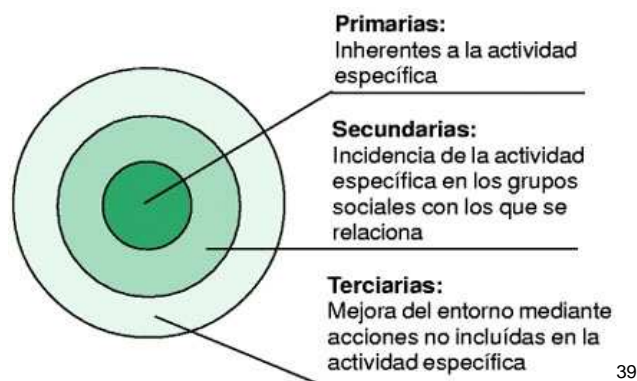 Primarias:
Inherentes a la actividad
específica
Secundarias:
Incidencia de la actividad
específica en los grupos
sociales con los que se
relaciona
Terciarias:
Mejora del entorno mediante
acciones no incluídas en la
actividad específica
39